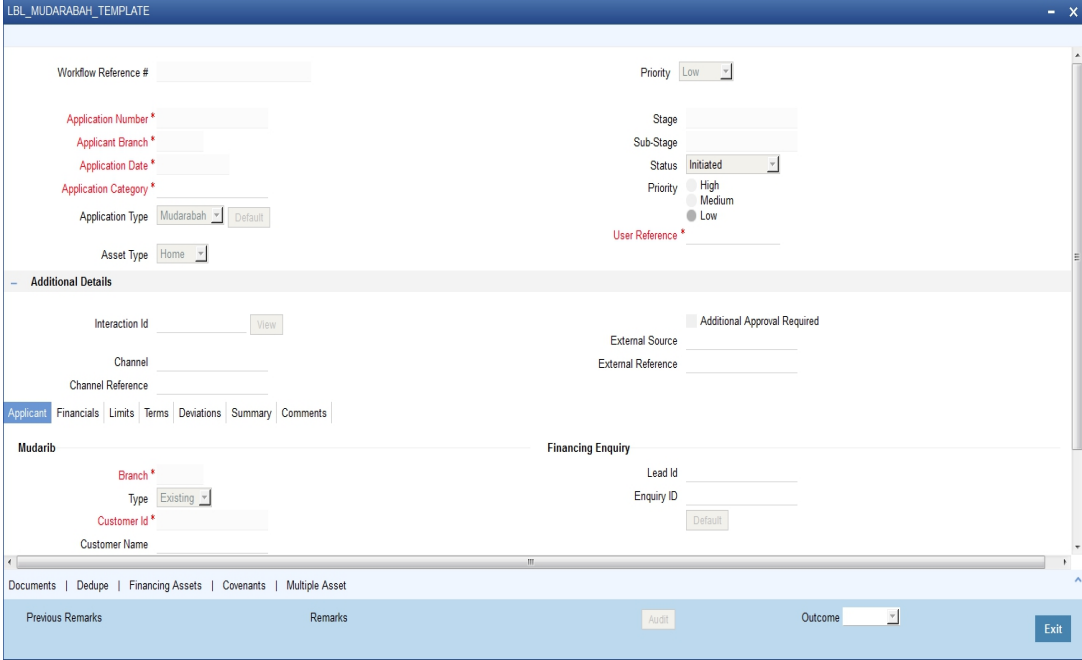 LBL_MUDARABAH_TEMPLATE
Workflow Reference #
Priority Low
Application Number *
Stage
Applicant Branch *
Sub-Stage
Application Date *
Status Initiated
Application Category *
Priority High
Medium
Application Type Mudarabah Default
Low
User Reference *
Asset Type Home
Additional Details
Interaction Id View
Additional Approval Required
External Source
Channel
External Reference
Channel Reference
Applicant Financials Limits Terms Deviations Summary Comments
Mudarib
Financing Enquiry
Branch *
Lead Id
Type Existing
Enquiry ID
Customer Id *
Default
Customer Name
Documents | Dedupe | Financing Assets | Covenants | Multiple Asset
Previous Remarks Remarks Audit Outcome
Exit